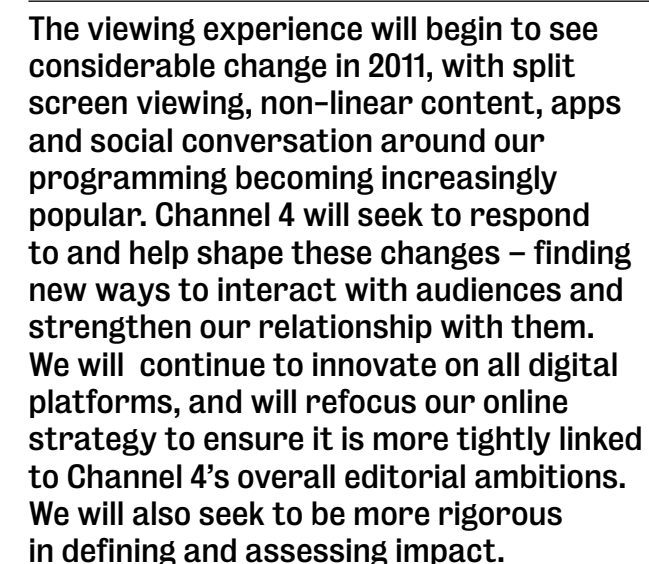 The viewing experience will begin to see
considerable change in 2011, with split
screen viewing, non-linear content, apps
and social conversation around our
programming becoming increasingly
popular. Channel 4 will seek to respond
to and help shape these changes – finding
new ways to interact with audiences and
strengthen our relationship with them.
We will  continue to innovate on all digital
platforms, and will refocus our online
strategy to ensure it is more tightly linked
to Channel 4’s overall editorial ambitions.
We will also seek to be more rigorous
in defining and assessing impact.